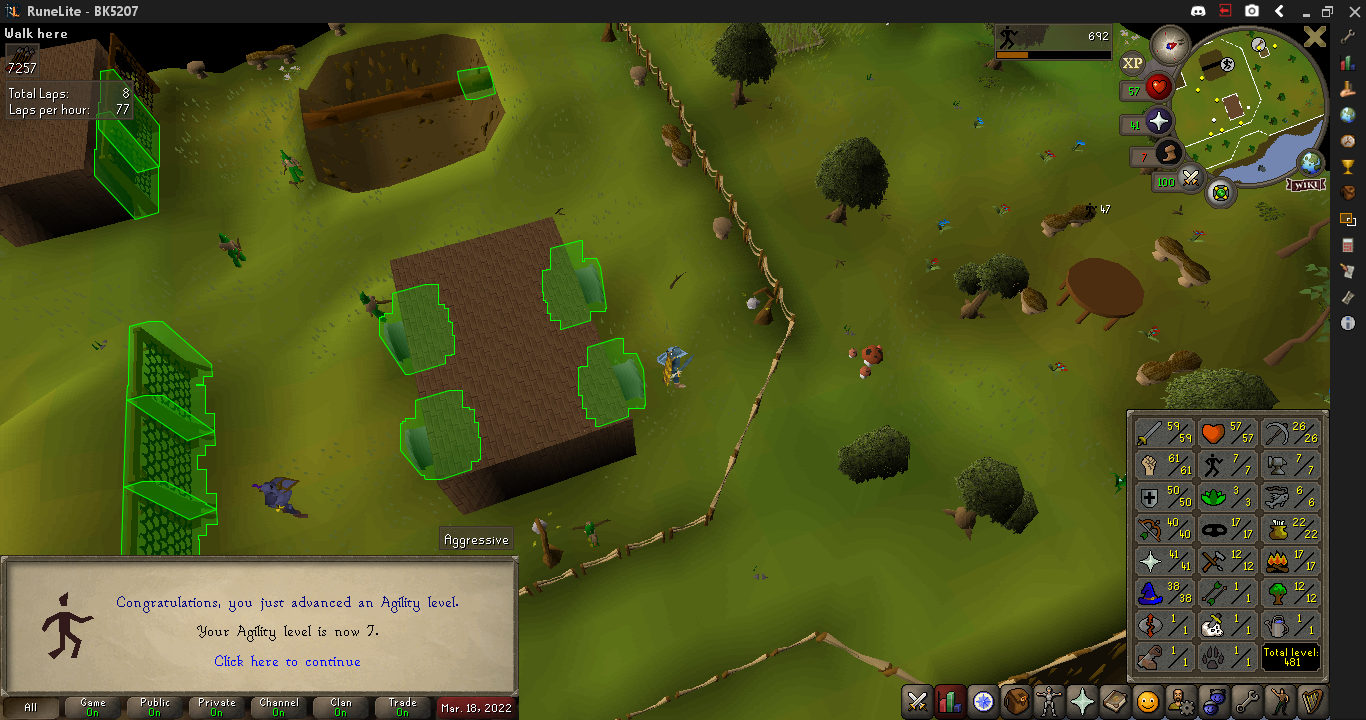 RuneLite - BK5207
Walk here
7257
Total Laps: 8
Laps per hour: 77
692
XP
57
41
7
100
WIKI
47
Aggressive
59/59 57/57 26/26
61/61 7/7 7/7
50/50 3/3 6/6
40/40 17/17 22/22
41/41 12/12 17/17
38/38 1/1 12/12
1/1 1/1 1/1
1/1 1/1 Total level:
481
Congratulations, you just advanced an Agility level.
Your Agility level is now 7.
Click here to continue
All Game Public Private Channel Clan Trade Mar. 18, 2022
On On On On On On